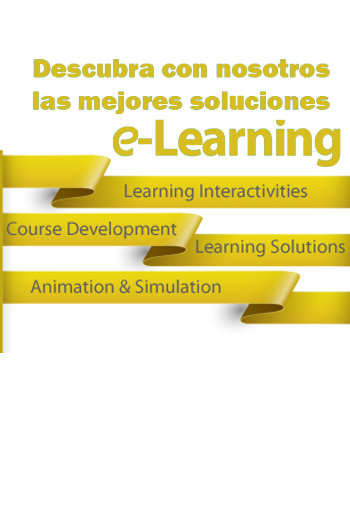 Descubra con nosotros
las mejores soluciones
e-Learning
Learning Interactivities
Course Development
Learning Solutions
Animation & Simulation